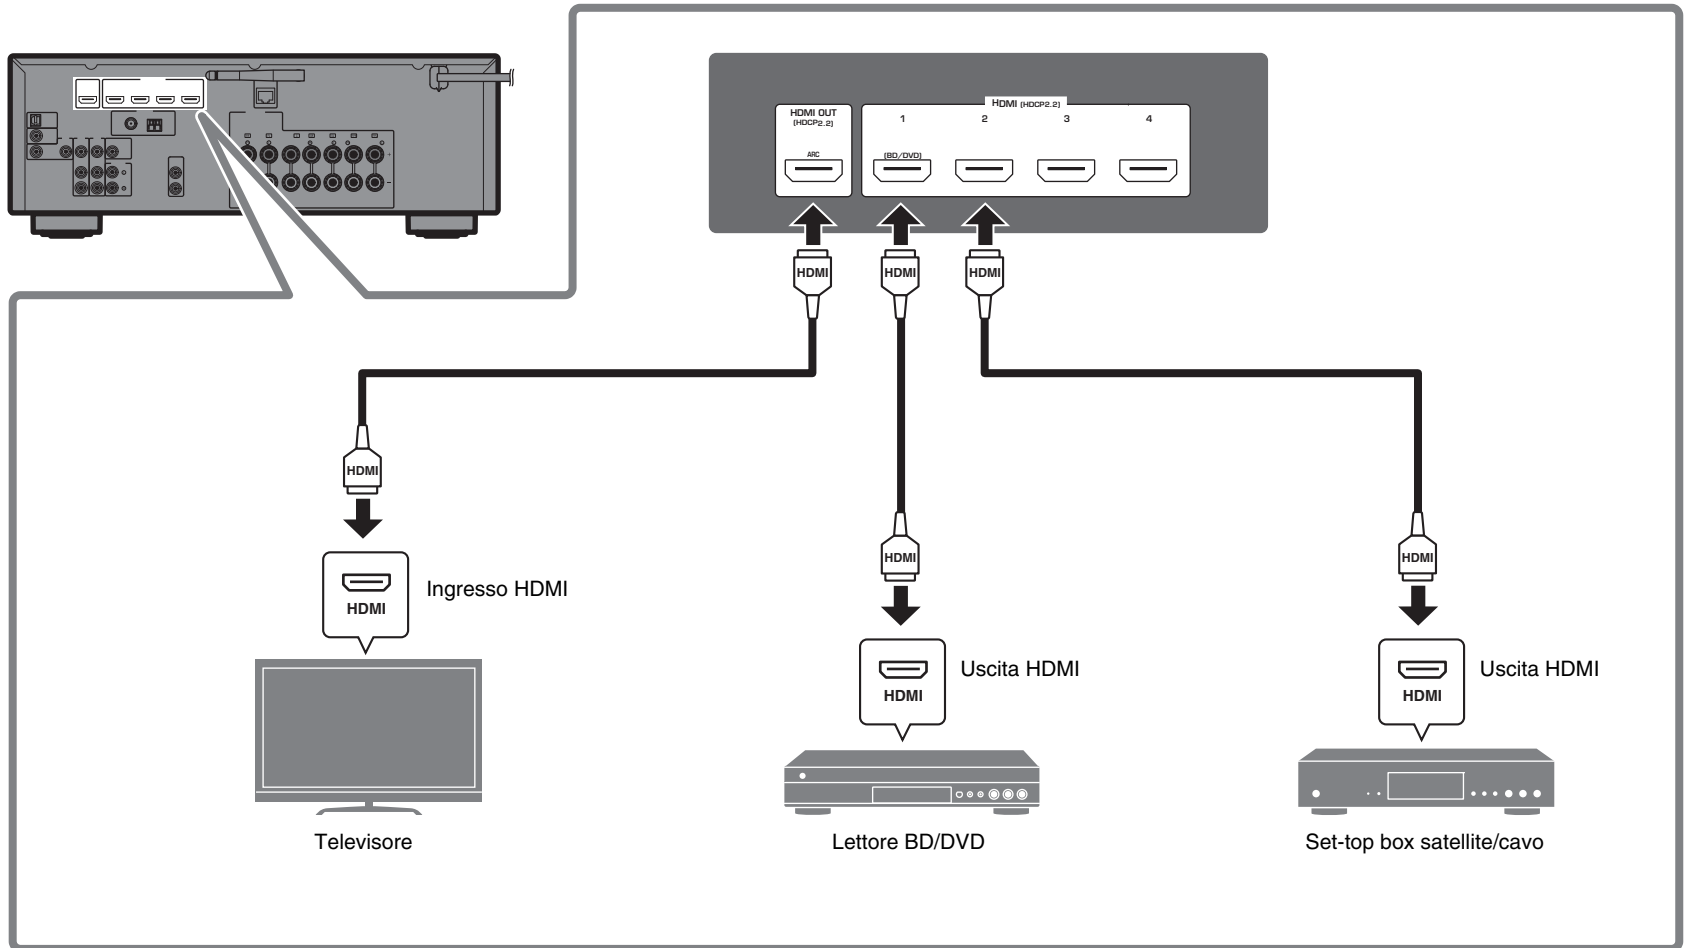 HDMI OUT
(HDCP2.2)
ARC
HDMI (HDCP2.2)
1
2
3
4
(BD/DVD)
HDMI
HDMI
HDMI
HDMI
HDMI
HDMI
HDMI
Ingresso HDMI
HDMI
Uscita HDMI
HDMI
Uscita HDMI
Televisore
Lettore BD/DVD
Set-top box satellite/cavo